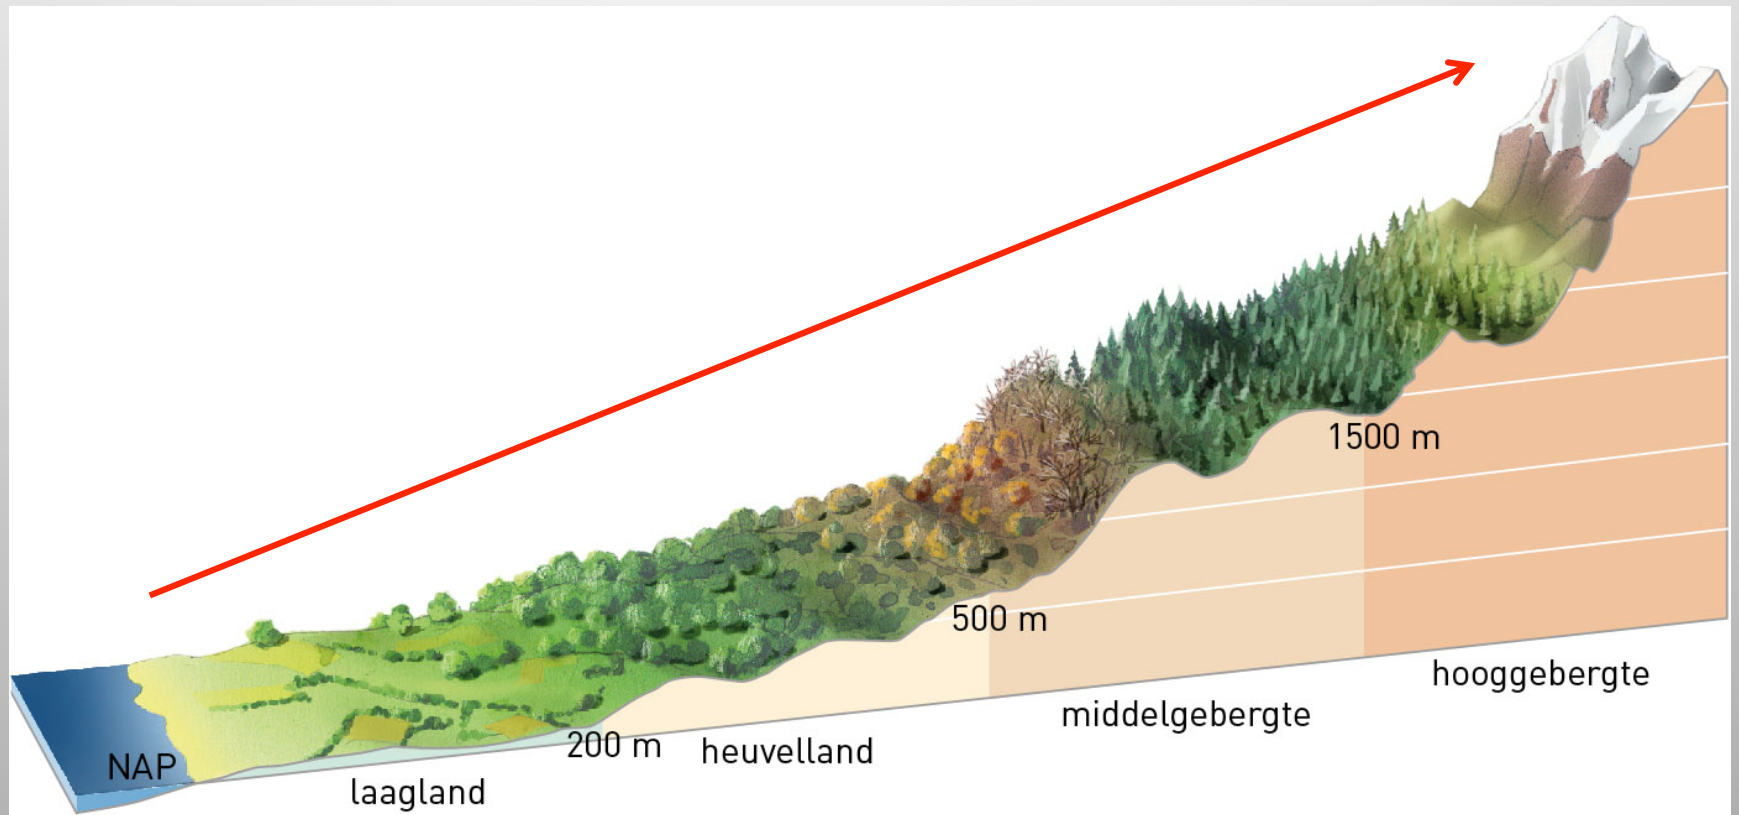 1500 m
500 m
hooggebergte
middelgebergte
200 m
heuvelland
NAP
laagland